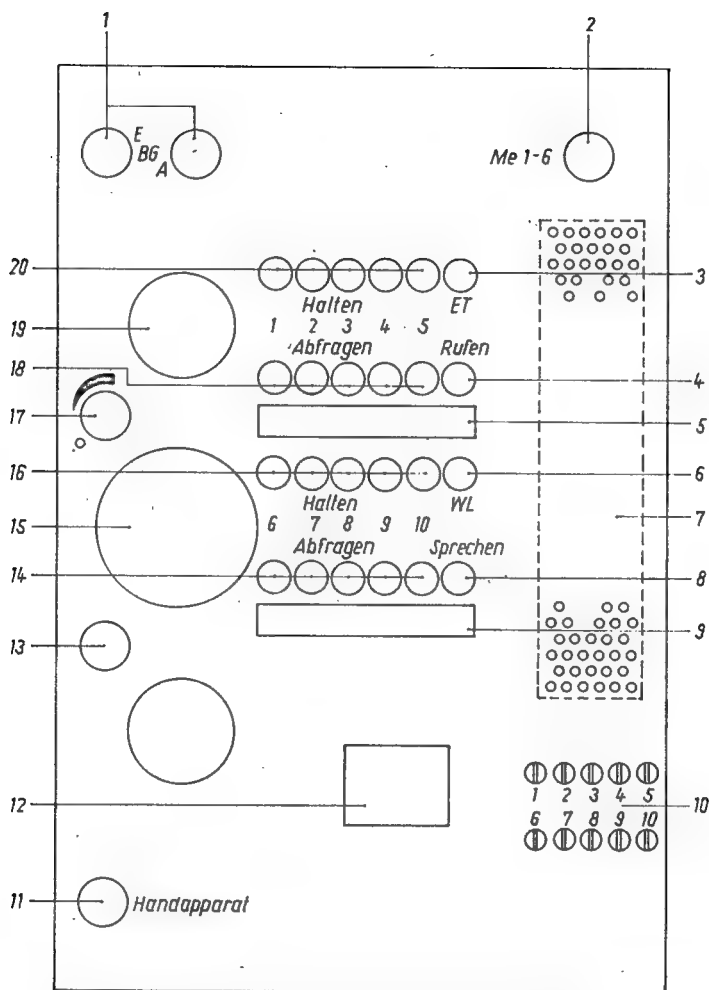 1 2
E
BG
A
Me 1-6
20 3
Halten ET
19 1 2 3 4 5
Abfragen Rufen
18 4
17 5
16 6
Halten WL
15 6 7 8 9 10 7
Abfragen Sprechen
14 8
13 9
1 2 3 4 5
12 10
6 7 8 9 10
11 Handapparat